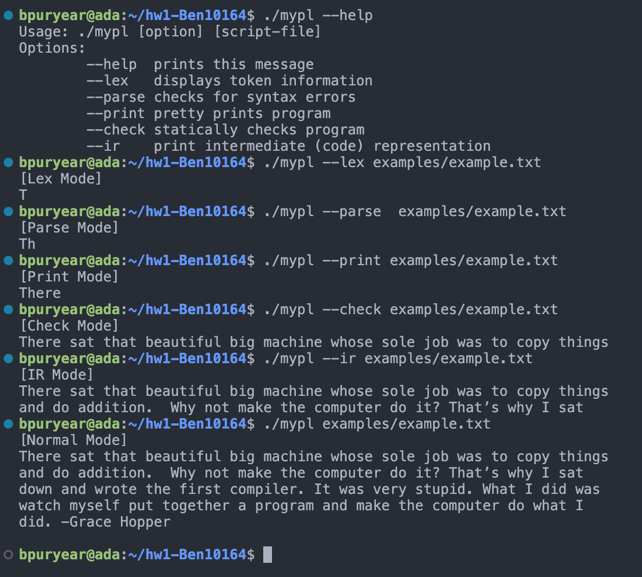 bpuryear@ada:~/hw1-Ben10164$ ./mypl --help
Usage: ./mypl [option] [script-file]
Options:
--help  prints this message
--lex   displays token information
--parse checks for syntax errors
--print pretty prints program
--check statically checks program
--ir    print intermediate (code) representation
bpuryear@ada:~/hw1-Ben10164$ ./mypl --lex examples/example.txt
[Lex Mode]
T
bpuryear@ada:~/hw1-Ben10164$ ./mypl --parse  examples/example.txt
[Parse Mode]
Th
bpuryear@ada:~/hw1-Ben10164$ ./mypl --print examples/example.txt
[Print Mode]
There
bpuryear@ada:~/hw1-Ben10164$ ./mypl --check examples/example.txt
[Check Mode]
There sat that beautiful big machine whose sole job was to copy things
bpuryear@ada:~/hw1-Ben10164$ ./mypl --ir examples/example.txt
[IR Mode]
There sat that beautiful big machine whose sole job was to copy things
and do addition.  Why not make the computer do it? That’s why I sat
bpuryear@ada:~/hw1-Ben10164$ ./mypl examples/example.txt
[Normal Mode]
There sat that beautiful big machine whose sole job was to copy things
and do addition.  Why not make the computer do it? That’s why I sat
down and wrote the first compiler. It was very stupid. What I did was
watch myself put together a program and make the computer do what I
did. –Grace Hopper
bpuryear@ada:~/hw1-Ben10164$